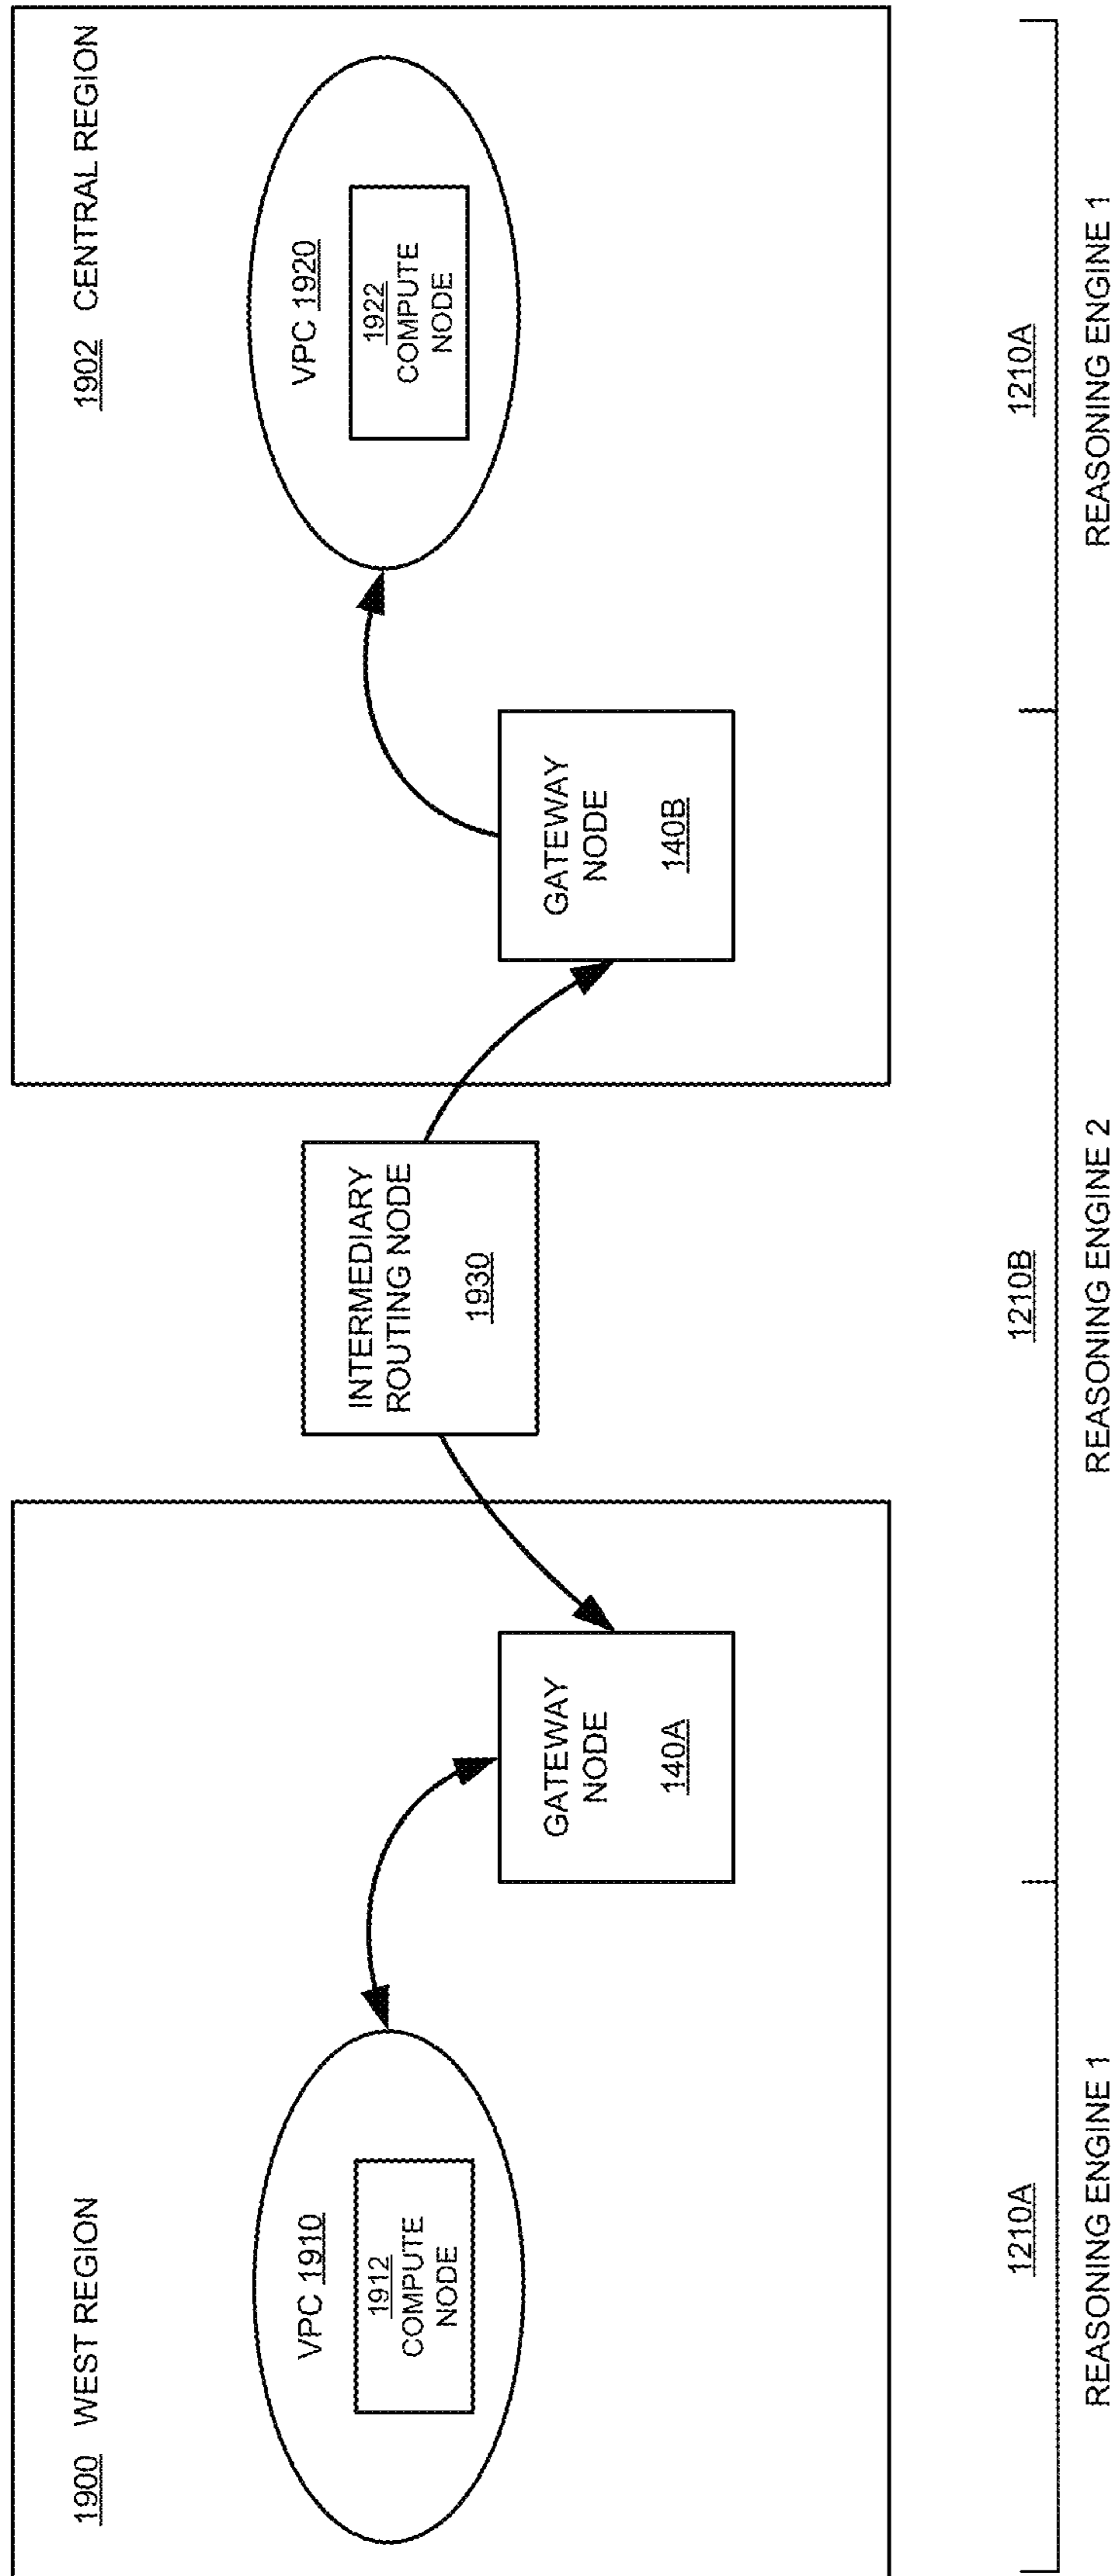 1900 WEST REGION
VPC 1910
1912
COMPUTE
NODE
GATEWAY
NODE
140A
INTERMEDIARY
ROUTING NODE
1930
1902 CENTRAL REGION
VPC 1920
1922
COMPUTE
NODE
GATEWAY
NODE
140B
1210A
REASONING ENGINE 1
1210B
REASONING ENGINE 2
1210A
REASONING ENGINE 1